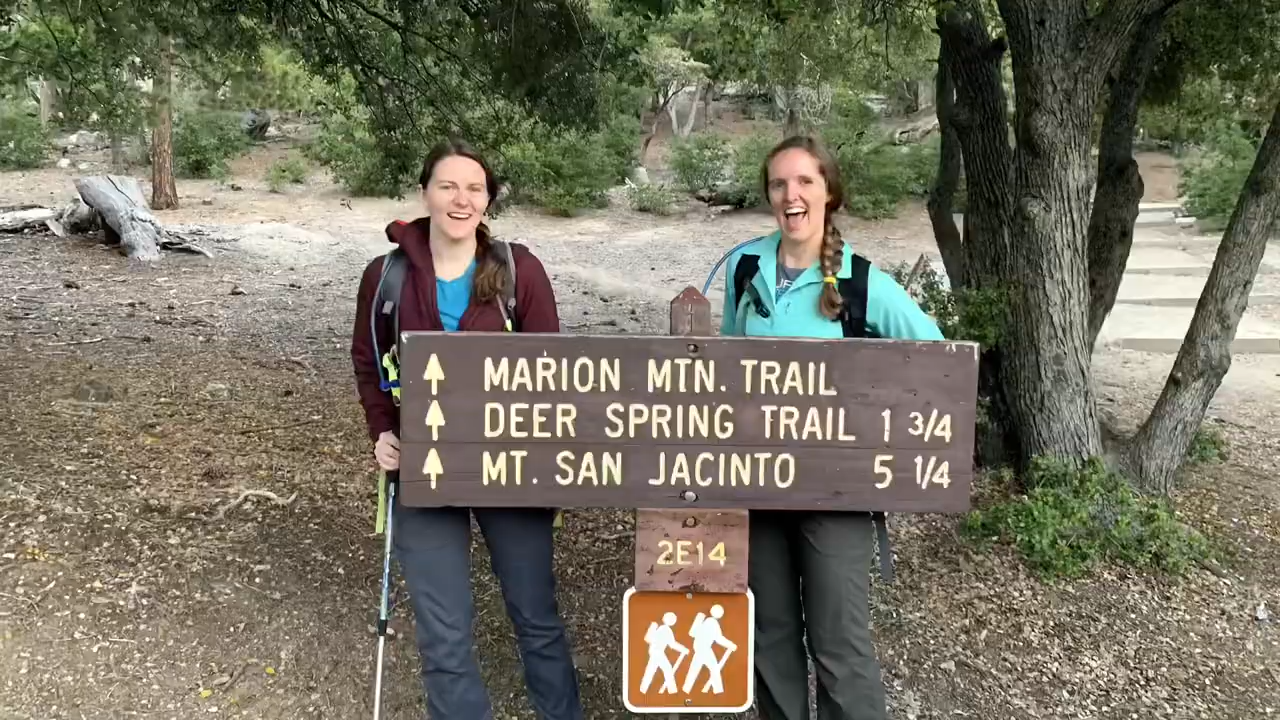 MARION MTN. TRAIL
DEER SPRING TRAIL 1 3/4
MT. SAN JACINTO 5 1/4
2E14